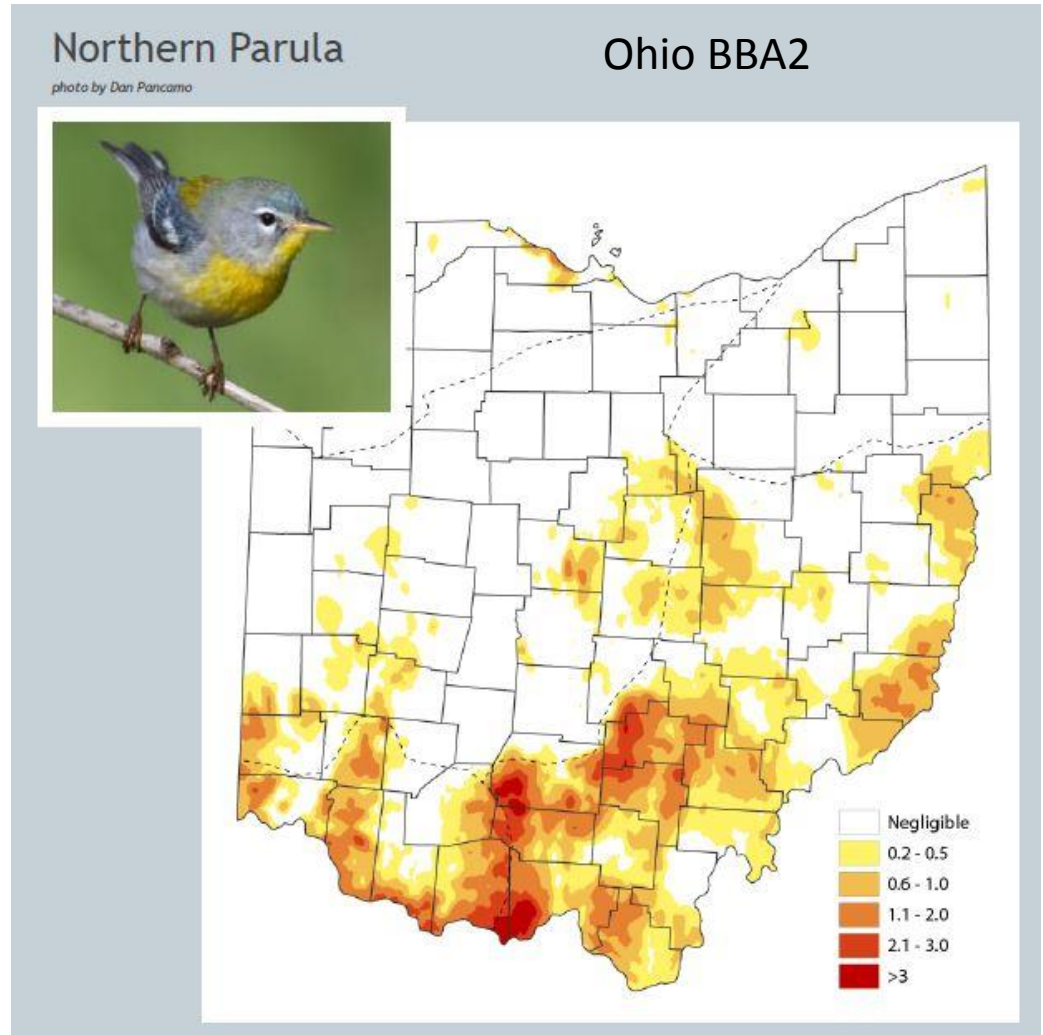 Northern Parula
Ohio BBA2
photo by Dan Pancamo
Negligible
0.2 - 0.5
0.6 - 1.0
1.1 - 2.0
2.1 - 3.0
>3